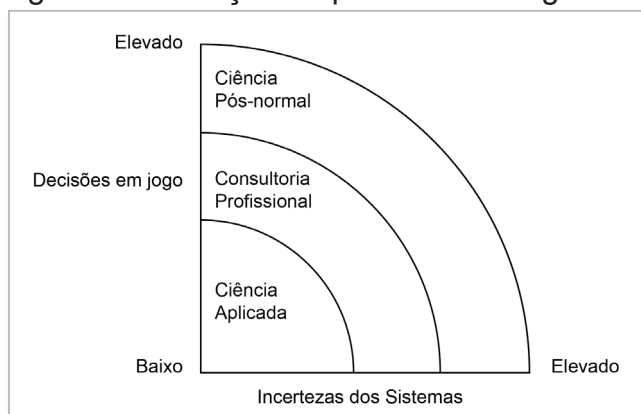 Elevado
Ciência
Pós-normal
Decisões em jogo
Consultoria
Profissional
Ciência
Aplicada
Baixo
Elevado
Incertezas dos Sistemas